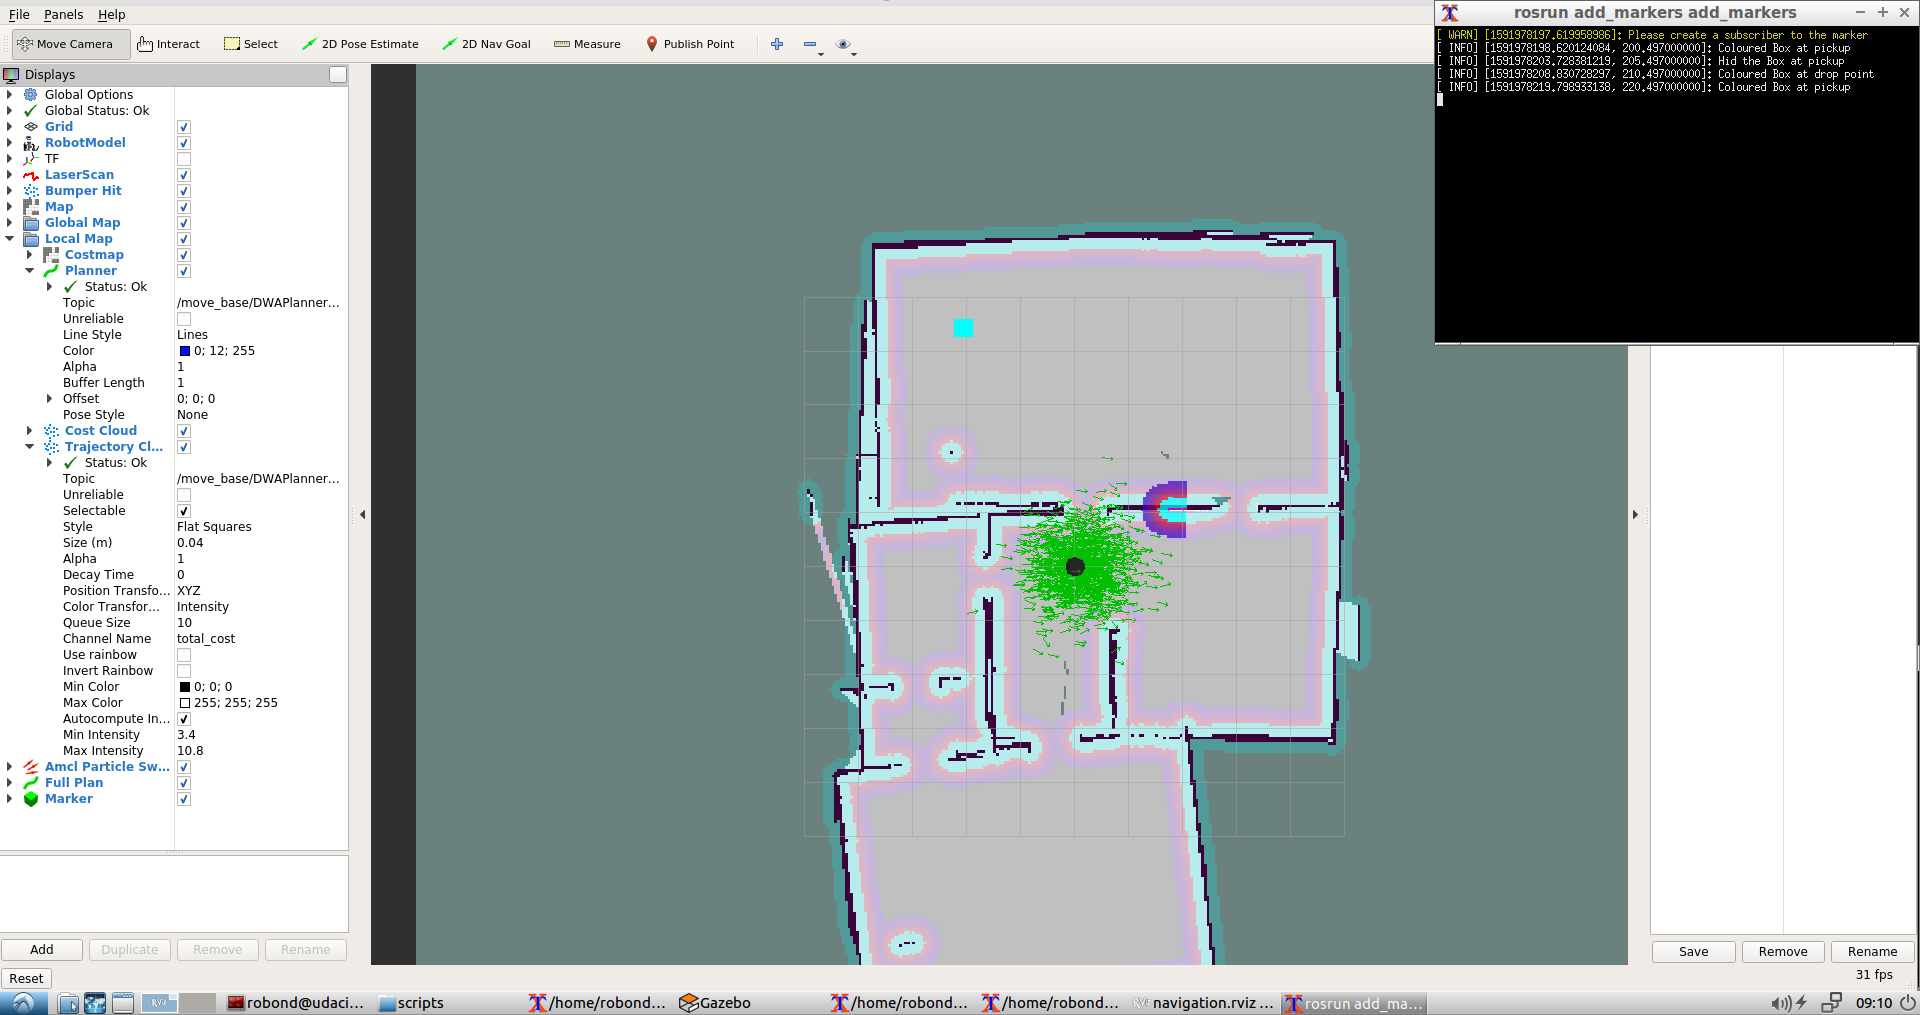 File Panels Help
Move Camera Interact Select 2D Pose Estimate 2D Nav Goal Measure Publish Point
Displays
Global Options
Global Status: Ok
Grid
RobotModel
TF
LaserScan
Bumper Hit
Map
Global Map
Local Map
Costmap
Planner
Status: Ok
Topic /move_base/DWAPlanner...
Unreliable
Line Style Lines
Color 0; 12; 255
Alpha 1
Buffer Length 1
Offset 0; 0; 0
Pose Style None
Cost Cloud
Trajectory Cl...
Status: Ok
Topic /move_base/DWAPlanner...
Unreliable
Selectable
Style Flat Squares
Size (m) 0.04
Alpha 1
Decay Time 0
Position Transfo... XYZ
Color Transfor... Intensity
Queue Size 10
Channel Name total_cost
Use rainbow
Invert Rainbow
Min Color 0; 0; 0
Max Color 255; 255; 255
Autocompute In...
Min Intensity 3.4
Max Intensity 10.8
Amcl Particle Sw...
Full Plan
Marker
Add Duplicate Remove Rename
Reset
rosrun add_markers add_markers
[ WARN] [1591978197.619958986]: Please create a subscriber to the marker
[ INFO] [1591978198.620124084, 200.497000000]: Coloured Box at pickup
[ INFO] [1591978203.728381219, 205.497000000]: Hid the Box at pickup
[ INFO] [1591978208.830728297, 210.497000000]: Coloured Box at drop point
[ INFO] [1591978219.798933138, 220.497000000]: Coloured Box at pickup
Save Remove Rename
31 fps
robond@udaci... scripts /home/robond... Gazebo /home/robond... /home/robond... navigation.rviz ... rosrun add_ma... 09:10